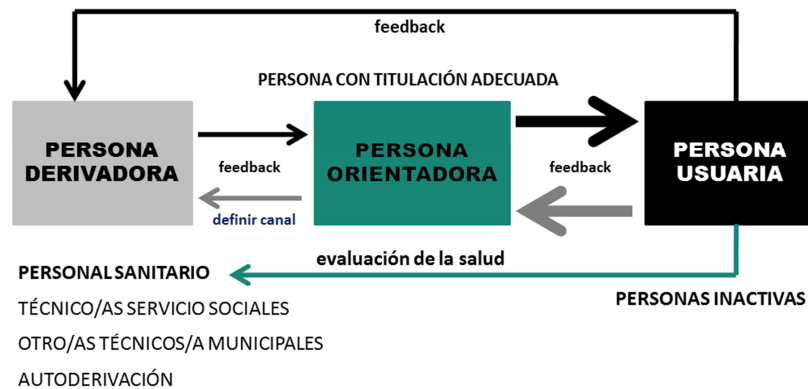 feedback
PERSONA CON TITULACIÓN ADECUADA
PERSONA
DERIVADORA
feedback
definir canal
PERSONA
ORIENTADORA
feedback
PERSONA
USUARIA
evaluación de la salud
PERSONAL SANITARIO
PERSONAS INACTIVAS
TÉCNICO/AS SERVICIO SOCIALES
OTRO/AS TÉCNICOS/A MUNICIPALES
AUTODERIVACIÓN